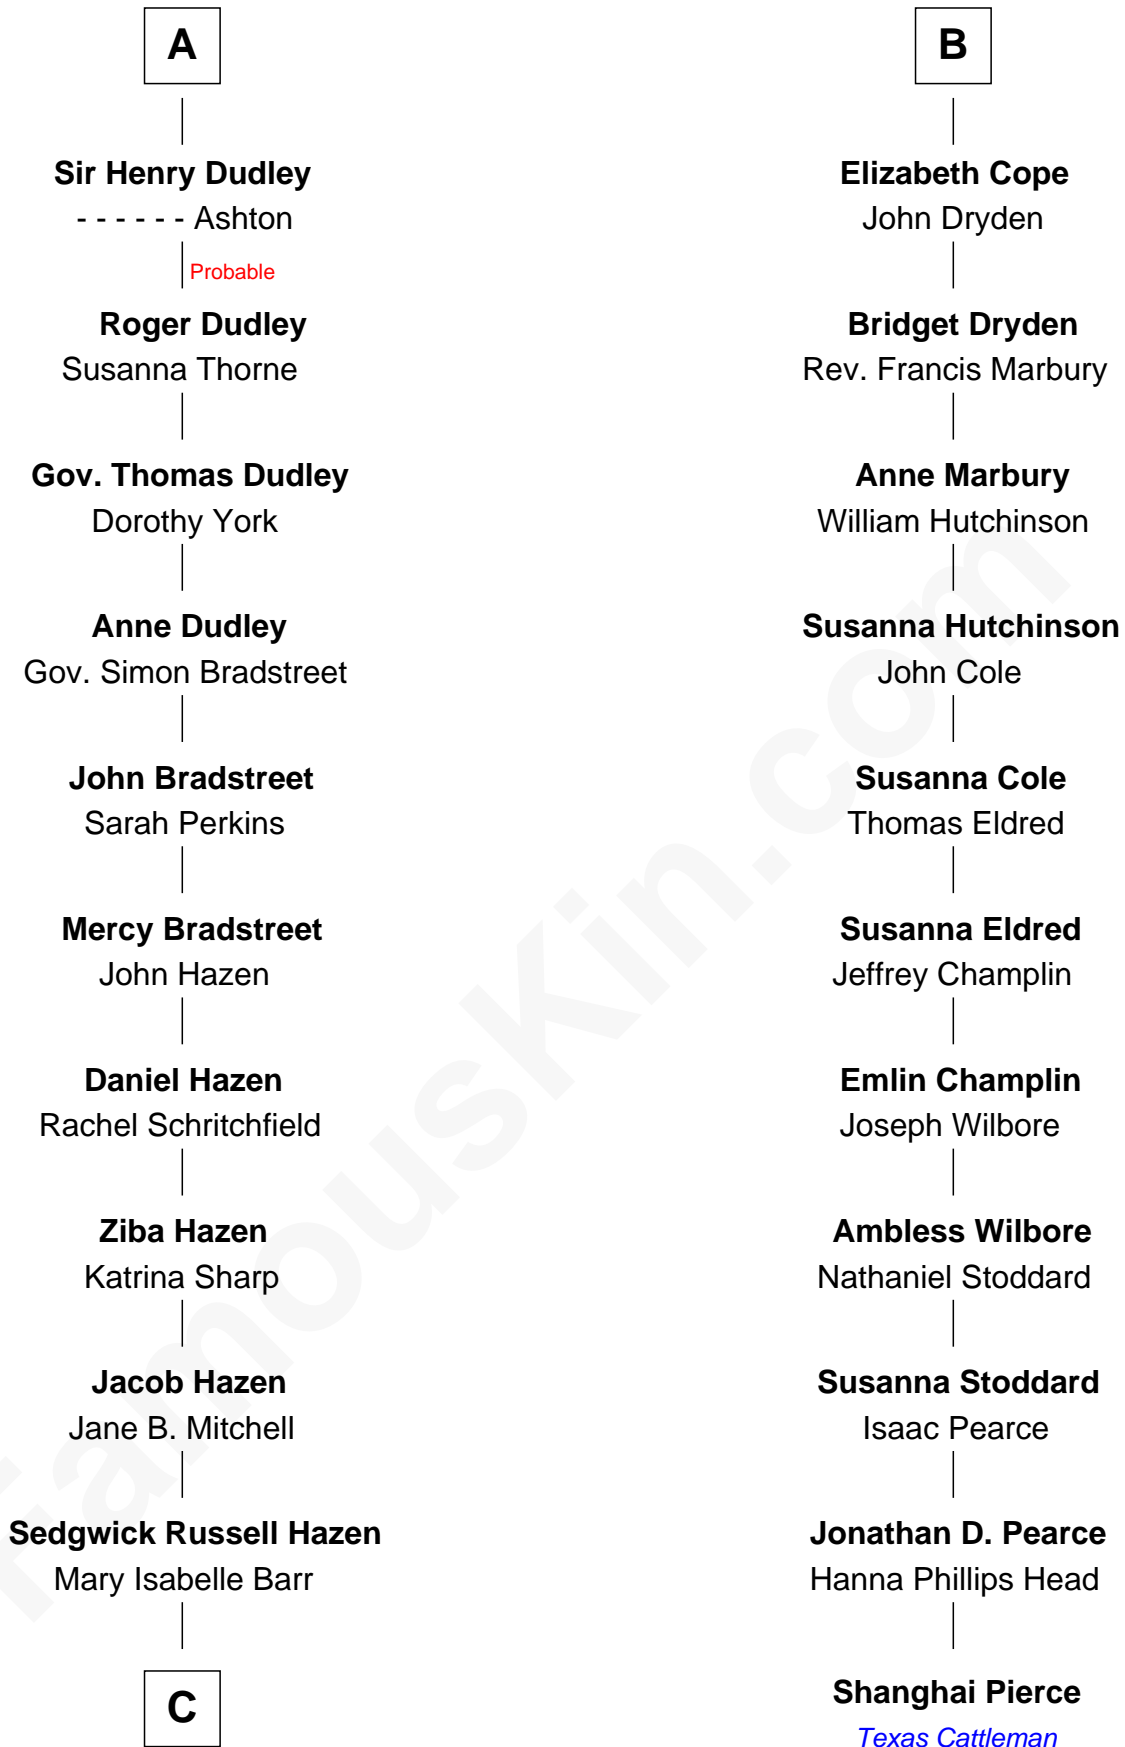 A
Sir Henry Dudley
- - - - - - Ashton
Probable
Roger Dudley
Susanna Thorne
Gov. Thomas Dudley
Dorothy York
Anne Dudley
Gov. Simon Bradstreet
John Bradstreet
Sarah Perkins
Mercy Bradstreet
John Hazen
Daniel Hazen
Rachel Schritchfield
Ziba Hazen
Katrina Sharp
Jacob Hazen
Jane B. Mitchell
Sedgwick Russell Hazen
Mary Isabelle Barr
C
B
Elizabeth Cope
John Dryden
Bridget Dryden
Rev. Francis Marbury
Anne Marbury
William Hutchinson
Susanna Hutchinson
John Cole
Susanna Cole
Thomas Eldred
Susanna Eldred
Jeffrey Champlin
Emlin Champlin
Joseph Wilbore
Ambless Wilbore
Nathaniel Stoddard
Susanna Stoddard
Isaac Pearce
Jonathan D. Pearce
Hanna Phillips Head
Shanghai Pierce
Texas Cattleman
FamousKin.com